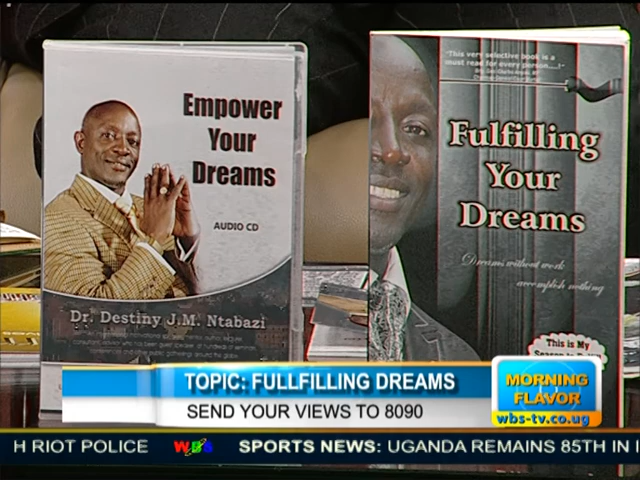 Empower
Your
Dreams
AUDIO CD
Dr. Destiny J.M. Ntabazi
"This very selective book is a
must read for every person.....!"
Fulfilling
Your
Dreams
Dreams without work
accomplish nothing
This is My
TOPIC: FULLFILLING DREAMS
SEND YOUR VIEWS TO 8090
MORNING
FLAVOR
wbs-tv.co.ug
H RIOT POLICE WBS SPORTS NEWS: UGANDA REMAINS 85TH IN I